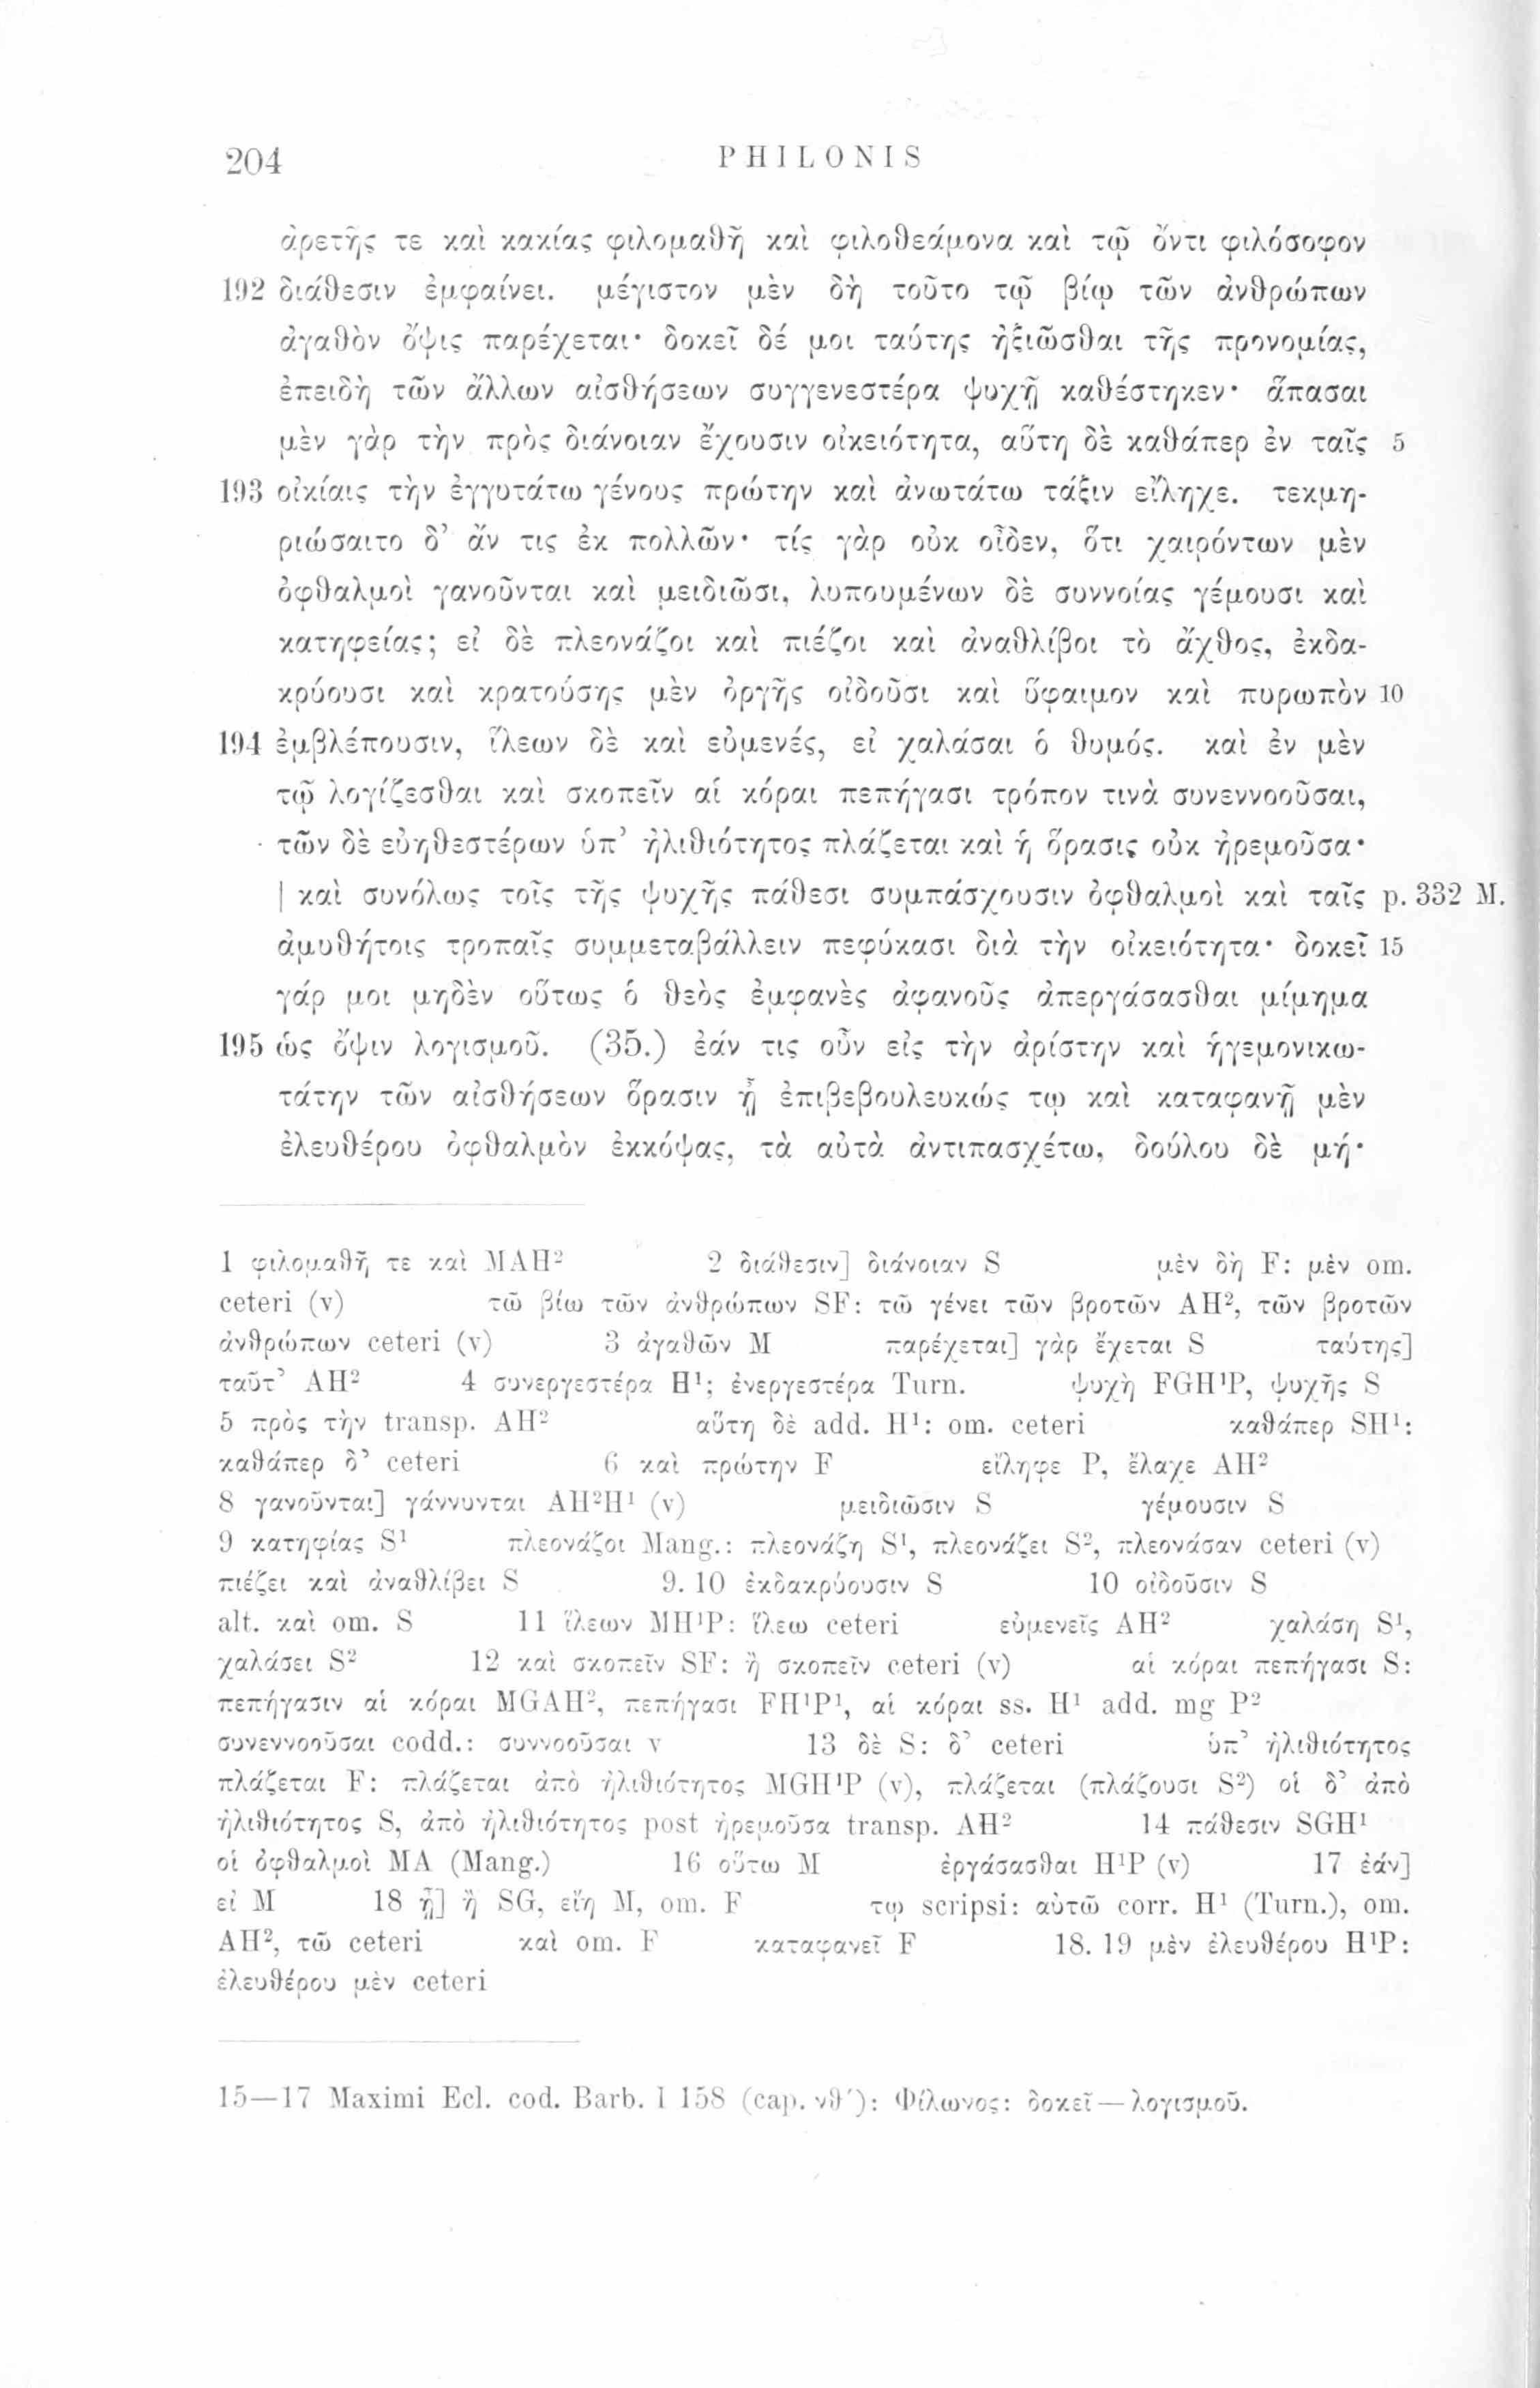 204 PHILONIS
ἀρετῆς τε καὶ κακίας φιλομαθῆ καὶ φιλοθεάμονα καὶ τῷ ὄντι φιλόσοφον
192 διάθεσιν ἐμφαίνει. μέγιστον μὲν δὴ τοῦτο τῷ βίῳ τῶν ἀνθρώπων
ἀγαθὸν ὄψις παρέχεται· δοκεῖ δέ μοι ταύτης ἠξιῶσθαι τῆς προνομίας,
ἐπειδὴ τῶν ἄλλων αἰσθήσεων συγγενεστέρα ψυχῇ καθέστηκεν· ἅπασαι
μὲν γὰρ τὴν πρὸς διάνοιαν ἔχουσιν οἰκειότητα, αὕτη δὲ καθάπερ ἐν ταῖς 5
193 οἰκίαις τὴν ἐγγυτάτω γένους πρώτην καὶ ἀνωτάτω τάξιν εἴληχε. τεκμη-
ριώσαιτο δ’ ἄν τις ἐκ πολλῶν· τίς γὰρ οὐκ οἶδεν, ὅτι χαιρόντων μὲν
ὀφθαλμοὶ γανοῦνται καὶ μειδιῶσι, λυπουμένων δὲ συννοίας γέμουσι καὶ
κατηφείας; εἰ δὲ πλεονάζοι καὶ πιέζοι καὶ ἀναθλίβοι τὸ ἄχθος, ἐκδα-
κρύουσι καὶ κρατούσης μὲν ὀργῆς οἰδοῦσι καὶ ὕφαιμον καὶ πυρωπὸν 10
194 ἐμβλέπουσιν, ἵλεων δὲ καὶ εὐμενές, εἰ χαλάσαι ὁ θυμός. καὶ ἐν μὲν
τῷ λογίζεσθαι καὶ σκοπεῖν αἱ κόραι πεπήγασι τρόπον τινὰ συνεννοοῦσαι,
τῶν δὲ εὐηθεστέρων ὑπ’ ἠλιθιότητος πλάζεται καὶ ἡ ὅρασις οὐκ ἠρεμοῦσα·
| καὶ συνόλως τοῖς τῆς ψυχῆς πάθεσι συμπάσχουσιν ὀφθαλμοὶ καὶ ταῖς p. 332 M.
ἀμυθήτοις τροπαῖς συμμεταβάλλειν πεφύκασι διὰ τὴν οἰκειότητα· δοκεῖ 15
γάρ μοι μηδὲν οὕτως ὁ θεὸς ἐμφανὲς ἀφανοῦς ἀπεργάσασθαι μίμημα
195 ὡς ὄψιν λογισμοῦ. (35.) ἐάν τις οὖν εἰς τὴν ἀρίστην καὶ ἡγεμονικω-
τάτην τῶν αἰσθήσεων ὅρασιν ᾖ ἐπιβεβουλευκώς τῳ καὶ καταφανῇ μὲν
ἐλευθέρου ὀφθαλμὸν ἐκκόψας, τὰ αὐτὰ ἀντιπασχέτω, δούλου δὲ μή·
1 φιλομαθῆ τε καὶ MAH² 2 διάθεσιν] διάνοιαν S μὲν δὴ F: μὲν om.
ceteri (v) τῷ βίῳ τῶν ἀνθρώπων SF: τῷ γένει τῶν βροτῶν AH², τῶν βροτῶν
ἀνθρώπων ceteri (v) 3 ἀγαθῶν M παρέχεται] γὰρ ἔχεται S ταύτης]
ταῦτ’ AH² 4 συνεργεστέρα H¹; ἐνεργεστέρα Turn. ψυχὴ FGH¹P, ψυχῆς S
5 πρὸς τὴν transp. AH² αὕτη δὲ add. H¹: om. ceteri καθάπερ SH¹:
καθάπερ δ’ ceteri 6 καὶ πρώτην F εἴληφε P, ἔλαχε AH²
8 γανοῦνται] γάννυνται AH²H¹ (v) μειδιῶσιν S γέμουσιν S
9 κατηφίας S¹ πλεονάζοι Mang.: πλεονάζῃ S¹, πλεονάζει S², πλεονάσαν ceteri (v)
πιέζει καὶ ἀναθλίβει S 9. 10 ἐκδακρύουσιν S 10 οἰδοῦσιν S
alt. καὶ om. S 11 ἵλεων MH¹P: ἵλεω ceteri εὐμενεῖς AH² χαλάσῃ S¹,
χαλάσει S² 12 καὶ σκοπεῖν SF: ἢ σκοπεῖν ceteri (v) αἱ κόραι πεπήγασι S:
πεπήγασιν αἱ κόραι MGAH², πεπήγασι FH¹P¹, αἱ κόραι ss. H¹ add. mg P²
συνεννοοῦσαι codd.: συννοοῦσαι v 13 δὲ S: δ’ ceteri ὑπ’ ἠλιθιότητος
πλάζεται F: πλάζεται ἀπὸ ἠλιθιότητος MGH¹P (v), πλάζεται (πλάζουσι S²) οἱ δ’ ἀπὸ
ἠλιθιότητος S, ἀπὸ ἠλιθιότητος post ἠρεμοῦσα transp. AH² 14 πάθεσιν SGH¹
οἱ ὀφθαλμοὶ MA (Mang.) 16 οὕτω M ἐργάσασθαι H¹P (v) 17 ἐάν]
εἰ M 18 ᾖ] ἢ SG, εἴη M, om. F τῳ scripsi: αὐτῷ corr. H¹ (Turn.), om.
AH², τῷ ceteri καὶ om. F καταφανεῖ F 18. 19 μὲν ἐλευθέρου H¹P:
ἐλευθέρου μὲν ceteri
15—17 Maximi Ecl. cod. Barb. I 158 (cap. νθ′): Φίλωνος: δοκεῖ — λογισμοῦ.